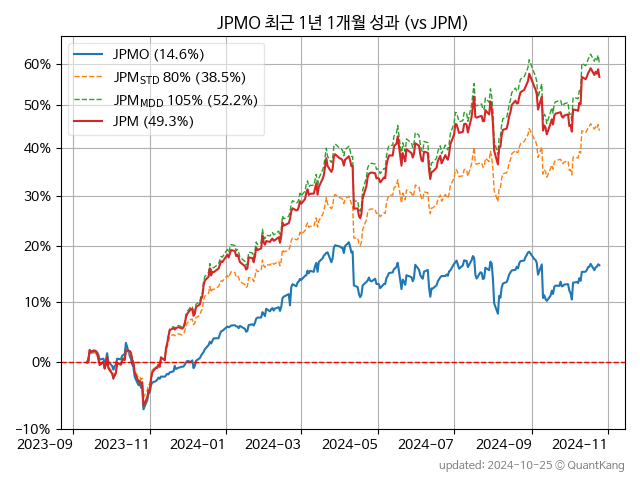 JPMO 최근 1년 1개월 성과 (vs JPM)
JPMO (14.6%)
JPM_STD 80% (38.5%)
JPM_MDD 105% (52.2%)
JPM (49.3%)
60%
50%
40%
30%
20%
10%
0%
−10%
2023-09 2023-11 2024-01 2024-03 2024-05 2024-07 2024-09 2024-11
updated: 2024-10-25 © QuantKang